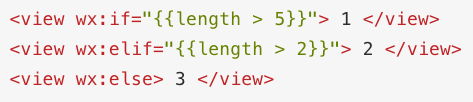 <view wx:if="{{length > 5}}"> 1 </view>
<view wx:elif="{{length > 2}}"> 2 </view>
<view wx:else> 3 </view>